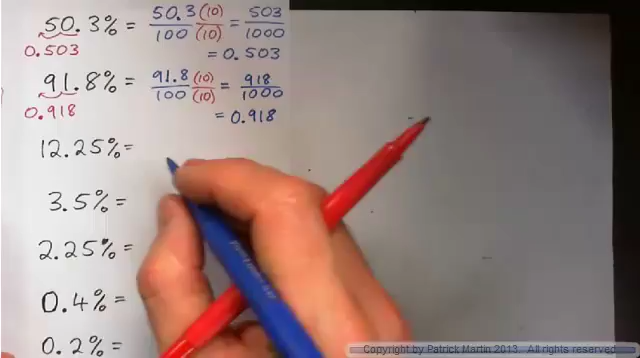 50.3% = 50.3/100 (10)/(10) = 503/1000
0.503 = 0.503
91.8% = 91.8/100 (10)/(10) = 918/1000
0.918 = 0.918
12.25% =
3.5% =
2.25% =
0.4% =
0.2% =
Copyright by Patrick Martin 2013. All rights reserved